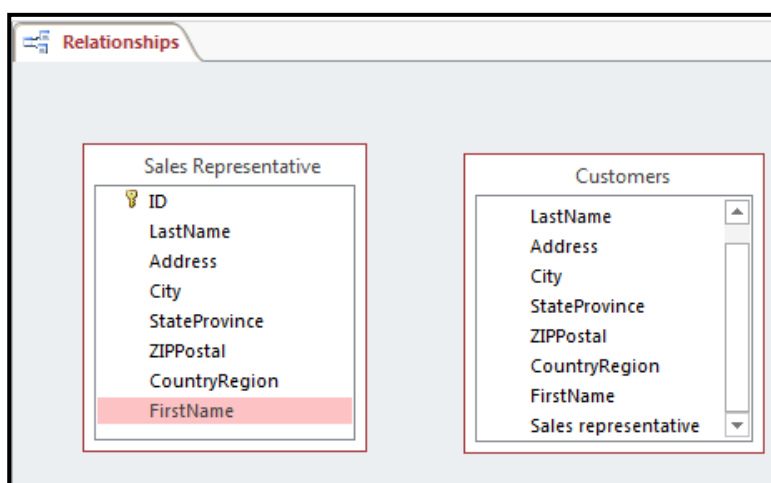 Relationships
Sales Representative
ID
LastName
Address
City
StateProvince
ZIPPostal
CountryRegion
FirstName
Customers
LastName
Address
City
StateProvince
ZIPPostal
CountryRegion
FirstName
Sales representative